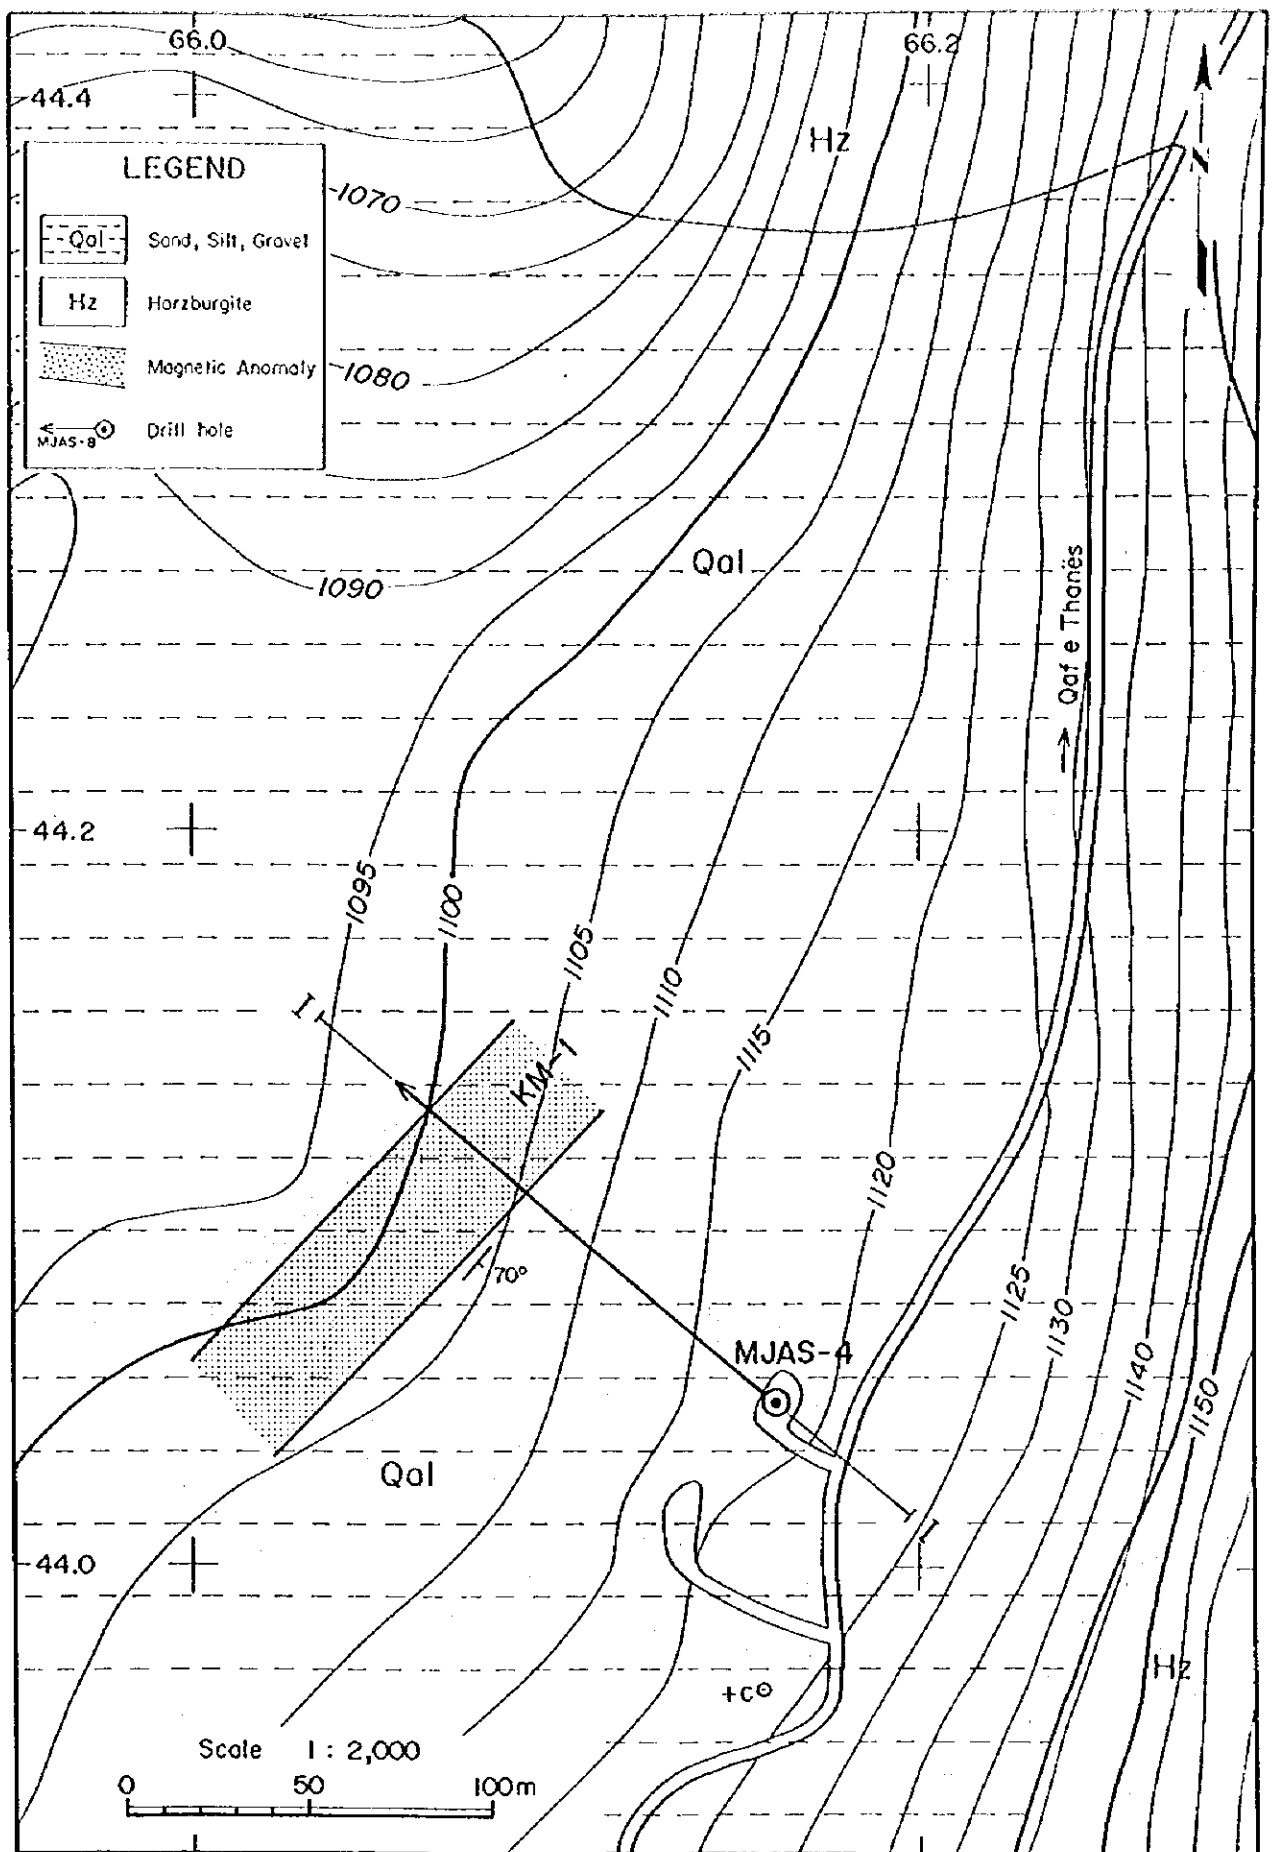 66.0
66.2
44.4
Hz
N
LEGEND
Qal Sand, Silt, Gravel
Hz Harzburgite
Magnetic Anomaly
MJAS-8 Drill hole
1070
1080
1090
Qal
→ Qaf e Thanës
44.2
1095
1100
1105
1110
1115
I
KM-1
1120
70°
1125
1130
MJAS-4
1140
1150
Qal
I
44.0
Hz
+c
Scale 1 : 2,000
0 50 100m